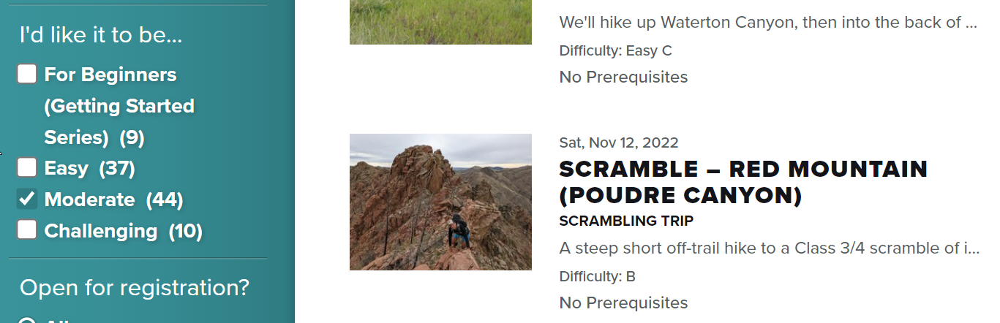 I'd like it to be...
For Beginners
(Getting Started
Series) (9)
Easy (37)
Moderate (44)
Challenging (10)
Open for registration?
All
We'll hike up Waterton Canyon, then into the back of ...
Difficulty: Easy C
No Prerequisites
Sat, Nov 12, 2022
SCRAMBLE – RED MOUNTAIN
(POUDRE CANYON)
SCRAMBLING TRIP
A steep short off-trail hike to a Class 3/4 scramble of i...
Difficulty: B
No Prerequisites